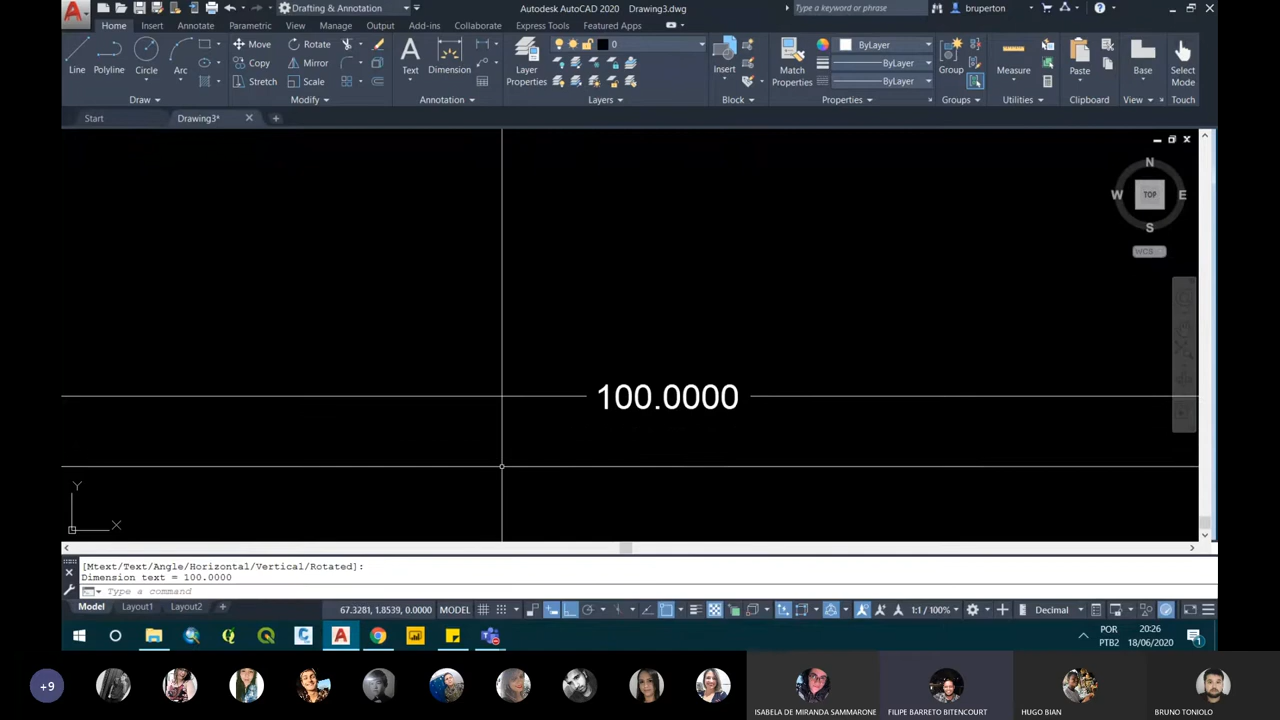 Drafting & Annotation
Autodesk AutoCAD 2020 Drawing3.dwg
Type a keyword or phrase
bruperton
Home Insert Annotate Parametric View Manage Output Add-ins Collaborate Express Tools Featured Apps
Line Polyline Circle Arc
Move Rotate
Copy Mirror
Stretch Scale
Text Dimension
Layer Properties
0
Insert
Match Properties
ByLayer
ByLayer
ByLayer
Group
Measure
Paste
Base
Select Mode
Draw Modify Annotation Layers Block Properties Groups Utilities Clipboard View Touch
Start Drawing3*
N
W TOP E
S
WCS
100.0000
Y
X
[Mtext/Text/Angle/Horizontal/Vertical/Rotated]:
Dimension text = 100.0000
Type a command
Model Layout1 Layout2 67.3281, 1.8539, 0.0000 MODEL 1:1 / 100% Decimal
POR
PTB2
20:26
18/06/2020
1
+9
ISABELA DE MIRANDA SAMMARONE FILIPE BARRETO BITENCOURT HUGO BIAN BRUNO TONIOLO